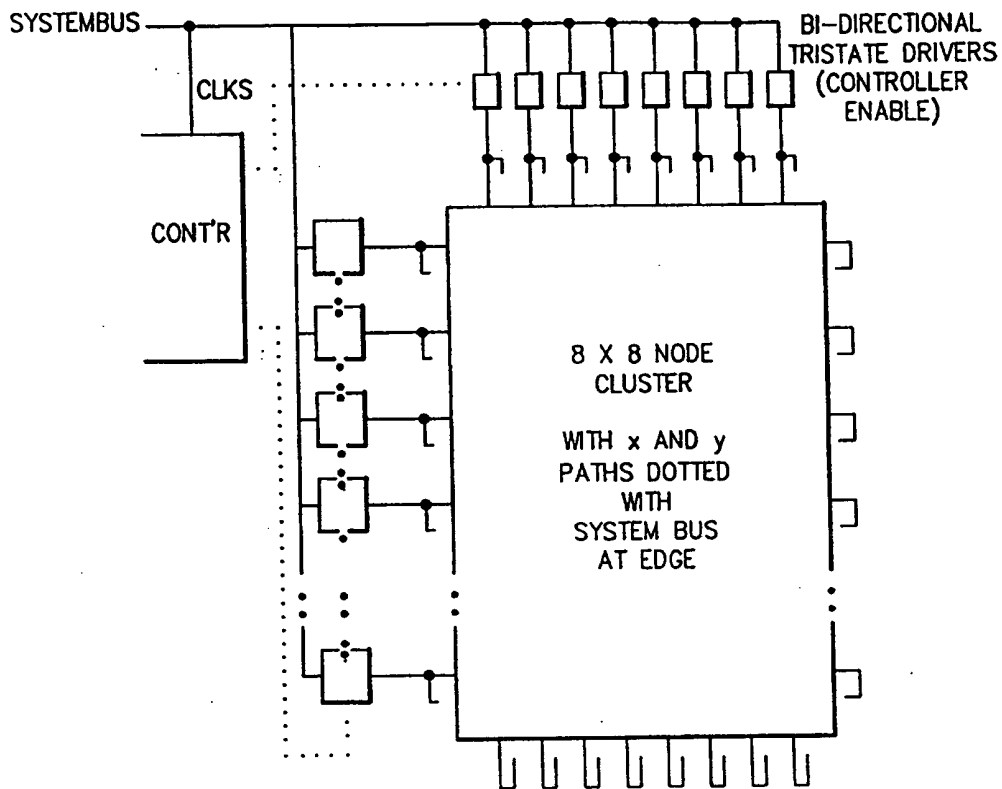 SYSTEMBUS
BI-DIRECTIONAL
TRISTATE DRIVERS
(CONTROLLER
ENABLE)
CLKS
CONT'R
8 X 8 NODE
CLUSTER
WITH x AND y
PATHS DOTTED
WITH
SYSTEM BUS
AT EDGE